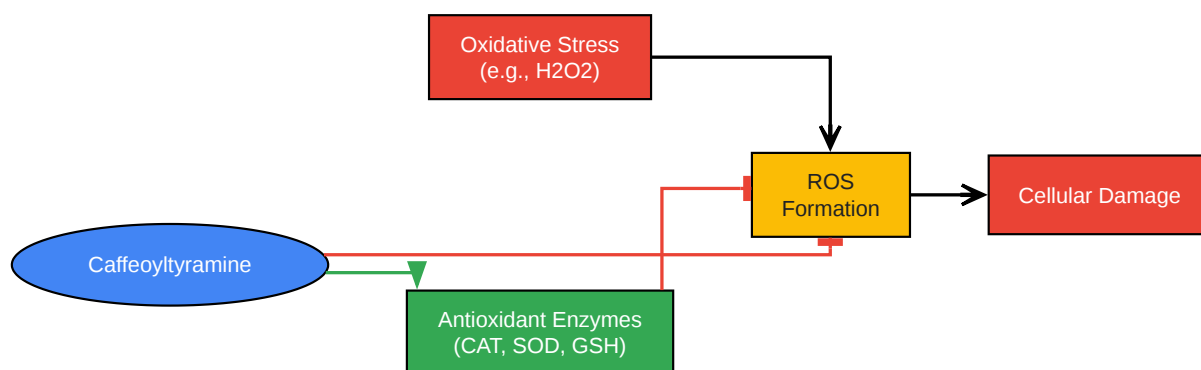 Oxidative Stress
(e.g., H2O2)
ROS
Formation
Cellular Damage
Caffeoyltyramine
Antioxidant Enzymes
(CAT, SOD, GSH)